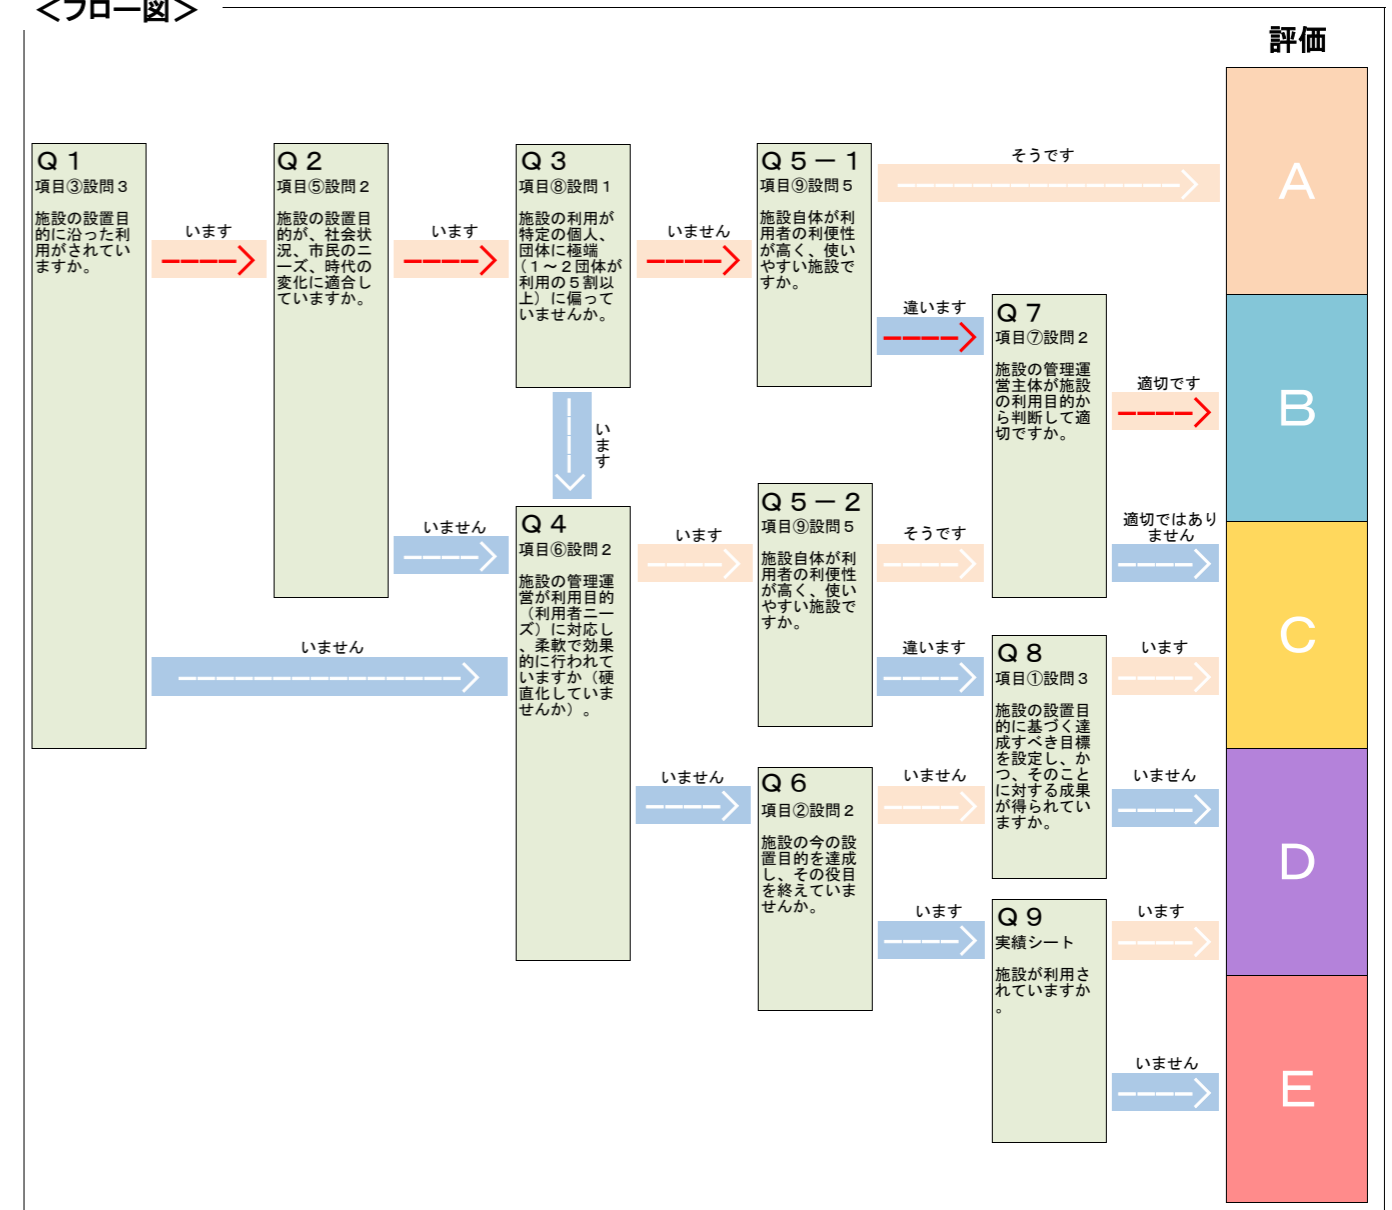 ＜フロー図＞
評価
Ｑ１
項目③設問３
施設の設置目
的に沿った利
用がされてい
ますか。
います
いません
Ｑ２
項目⑤設問２
施設の設置目
的が、社会状
況、市民のニ
ーズ、時代の
変化に適合し
ていますか。
います
いません
Ｑ３
項目⑧設問１
施設の利用が
特定の個人、
団体に極端
（１～２団体が
利用の５割以
上）に偏って
いませんか。
いません
います
Ｑ４
項目⑥設問２
施設の管理運
営が利用目的
（利用者ニー
ズ）に対応し
、柔軟で効果
的に行われて
いますか（硬
直化していま
せんか）。
います
いません
Ｑ５－１
項目⑨設問５
施設自体が利
用者の利便性
が高く、使い
やすい施設で
すか。
そうです
違います
Ｑ５－２
項目⑨設問５
施設自体が利
用者の利便性
が高く、使い
やすい施設で
すか。
そうです
違います
Ｑ６
項目②設問２
施設の今の設
置目的を達成
し、その役目
を終えていま
せんか。
いません
います
Ｑ７
項目⑦設問２
施設の管理運
営主体が施設
の利用目的か
ら判断して適
切ですか。
適切です
適切ではあり
ません
Ｑ８
項目①設問３
施設の設置目
的に基づく達
成すべき目標
を設定し、か
つ、そのこと
に対する成果
が得られてい
ますか。
います
いません
Ｑ９
実績シート
施設が利用さ
れていますか
。
います
いません
Ａ
Ｂ
Ｃ
Ｄ
Ｅ